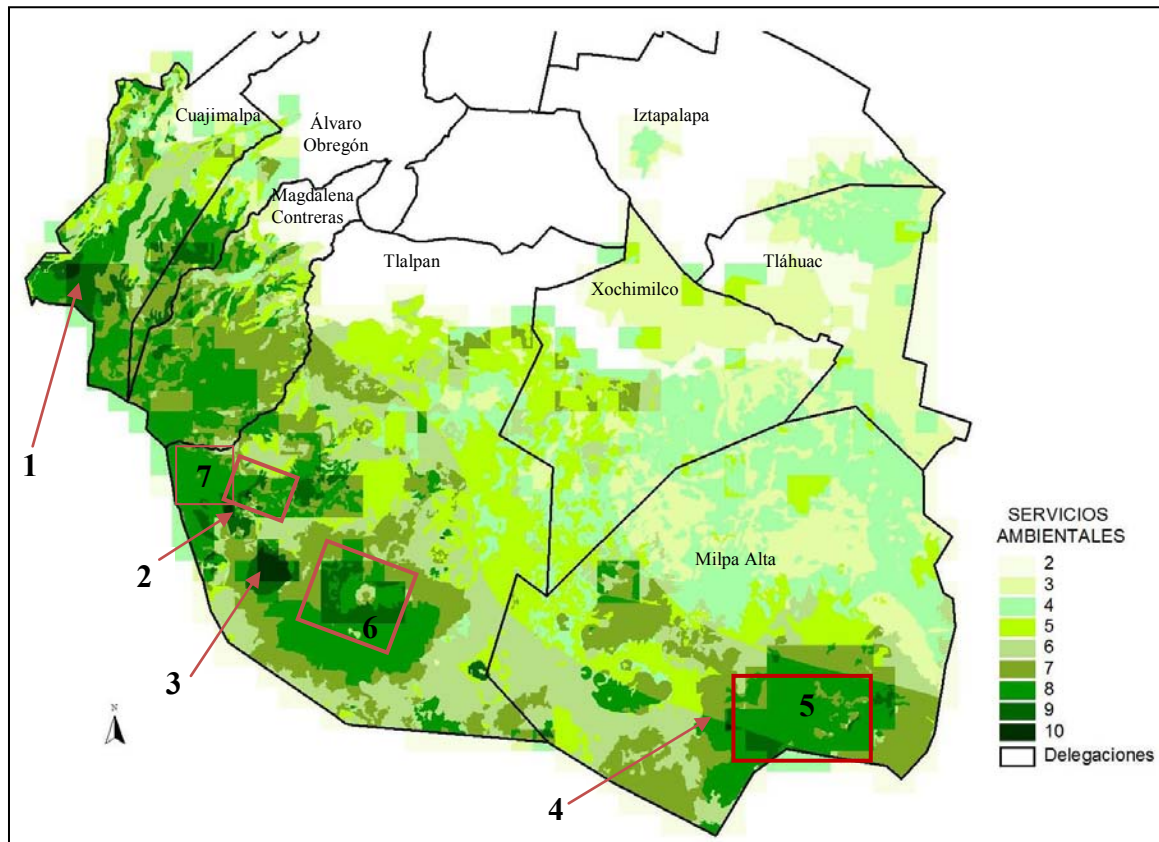 Cuajimalpa
Álvaro
Obregón
Iztapalapa
Magdalena
Contreras
Tlalpan
Tláhuac
Xochimilco
1
7
2
Milpa Alta
3
6
5
4
N
SERVICIOS
AMBIENTALES
2
3
4
5
6
7
8
9
10
Delegaciones